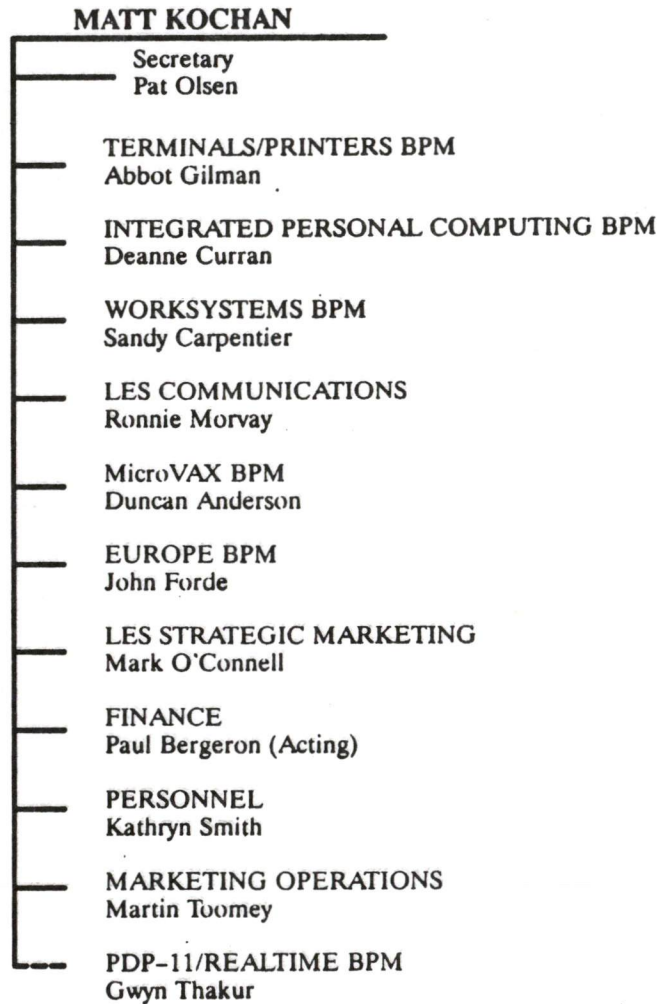 MATT KOCHAN
Secretary
Pat Olsen
TERMINALS/PRINTERS BPM
Abbot Gilman
INTEGRATED PERSONAL COMPUTING BPM
Deanne Curran
WORKSYSTEMS BPM
Sandy Carpentier
LES COMMUNICATIONS
Ronnie Morvay
MicroVAX BPM
Duncan Anderson
EUROPE BPM
John Forde
LES STRATEGIC MARKETING
Mark O'Connell
FINANCE
Paul Bergeron (Acting)
PERSONNEL
Kathryn Smith
MARKETING OPERATIONS
Martin Toomey
PDP-11/REALTIME BPM
Gwyn Thakur